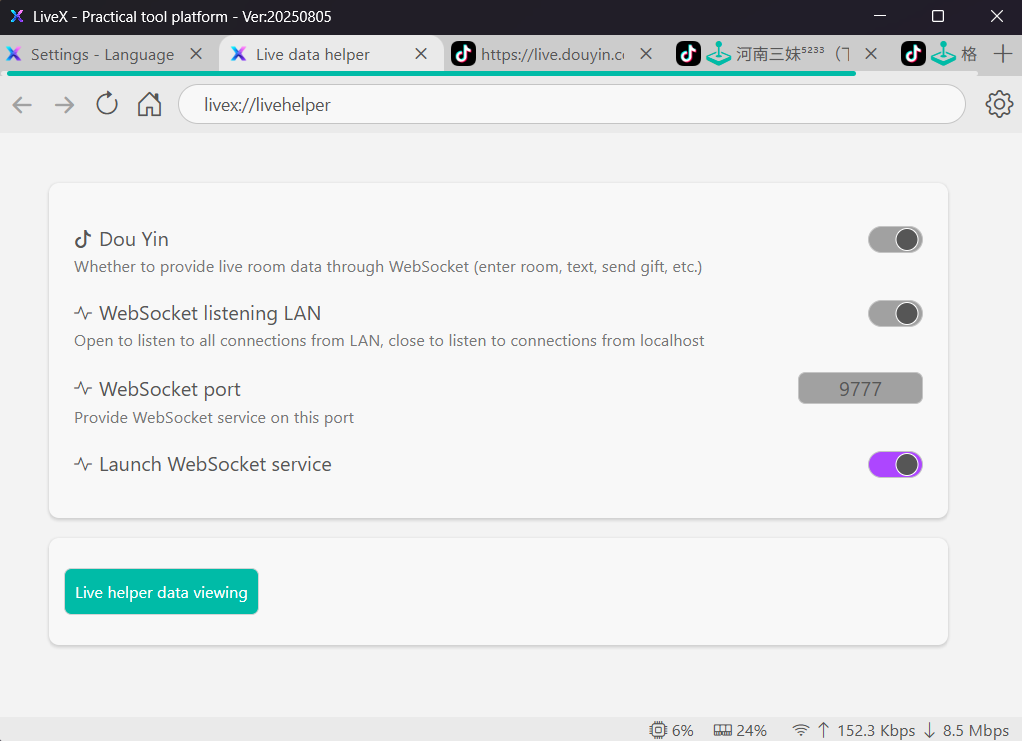 LiveX - Practical tool platform - Ver:20250805
Settings - Language
Live data helper
https://live.douyin.c
河南三妹⁵²³³
格
livex://livehelper
Dou Yin
Whether to provide live room data through WebSocket (enter room, text, send gift, etc.)
WebSocket listening LAN
Open to listen to all connections from LAN, close to listen to connections from localhost
WebSocket port
9777
Provide WebSocket service on this port
Launch WebSocket service
Live helper data viewing
6%
24%
152.3 Kbps
8.5 Mbps